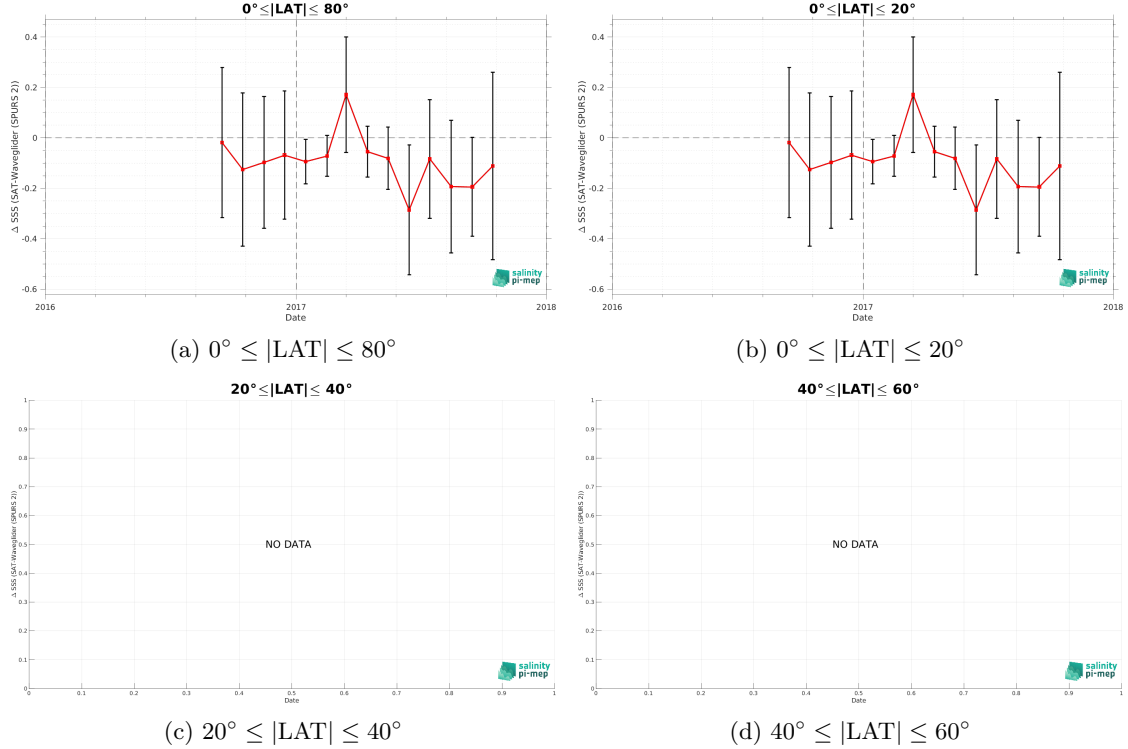 0°≤|LAT|≤ 80°
Δ SSS (SAT-Waveglider (SPURS 2))
0.4
0.2
0
-0.2
-0.4
-0.6
2016
2017
2018
Date
salinity
pi-mep
(a) 0° ≤ |LAT| ≤ 80°
0°≤|LAT|≤ 20°
Δ SSS (SAT-Waveglider (SPURS 2))
0.4
0.2
0
-0.2
-0.4
-0.6
2016
2017
2018
Date
salinity
pi-mep
(b) 0° ≤ |LAT| ≤ 20°
20°≤|LAT|≤ 40°
Δ SSS (SAT-Waveglider (SPURS 2))
1
0.9
0.8
0.7
0.6
0.5
0.4
0.3
0.2
0.1
0
NO DATA
0 0.1 0.2 0.3 0.4 0.5 0.6 0.7 0.8 0.9 1
Date
salinity
pi-mep
(c) 20° ≤ |LAT| ≤ 40°
40°≤|LAT|≤ 60°
Δ SSS (SAT-Waveglider (SPURS 2))
1
0.9
0.8
0.7
0.6
0.5
0.4
0.3
0.2
0.1
0
NO DATA
0 0.1 0.2 0.3 0.4 0.5 0.6 0.7 0.8 0.9 1
Date
salinity
pi-mep
(d) 40° ≤ |LAT| ≤ 60°